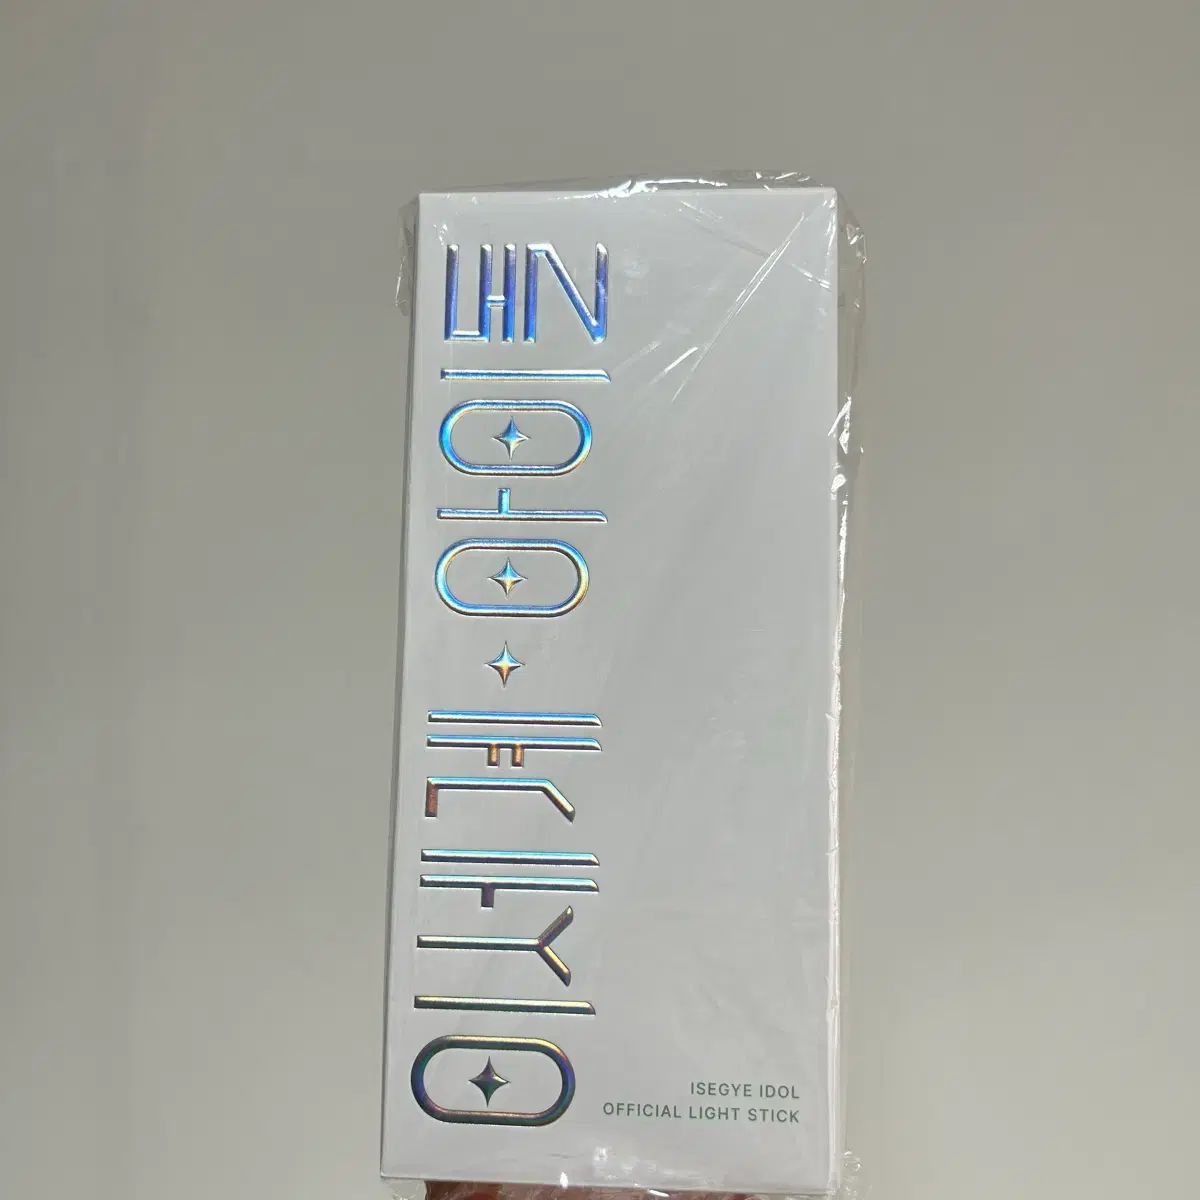 이세계 아이돌
ISEGYE IDOL
OFFICIAL LIGHT STICK